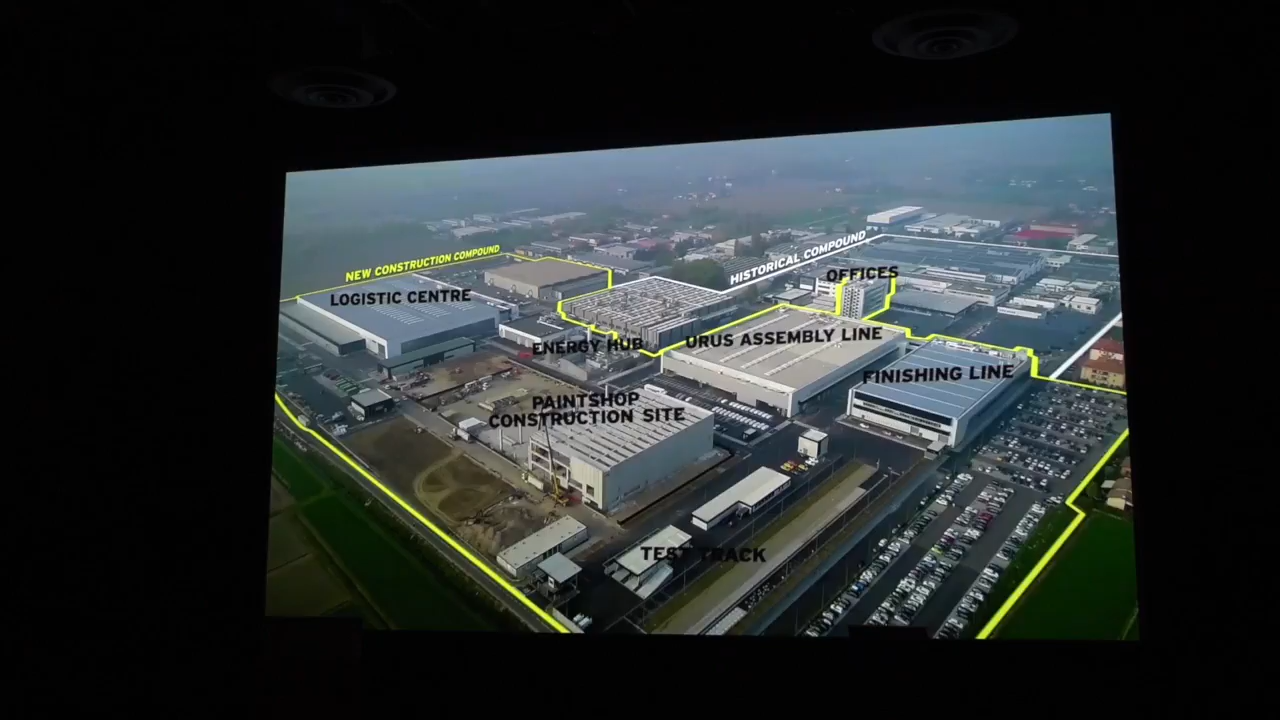 NEW CONSTRUCTION COMPOUND
HISTORICAL COMPOUND
OFFICES
LOGISTIC CENTRE
ENERGY HUB
URUS ASSEMBLY LINE
FINISHING LINE
PAINTSHOP
CONSTRUCTION SITE
TEST TRACK